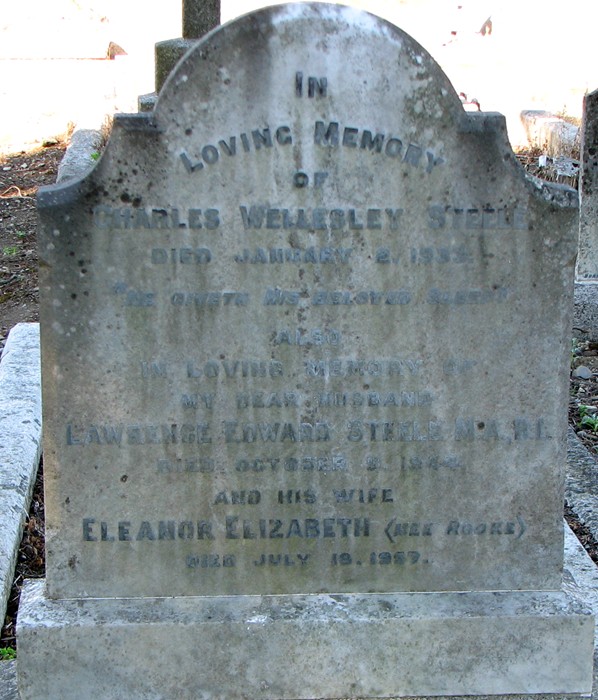 IN
LOVING MEMORY
OF
CHARLES WELLESLEY STEELE
DIED JANUARY 2, 1933.
"HE GIVETH HIS BELOVED SLEEP"
ALSO
IN LOVING MEMORY OF
MY DEAR HUSBAND
LAWRENCE EDWARD STEELE M.A.,
DIED OCTOBER 1944,
AND HIS WIFE
ELEANOR ELIZABETH (NEE ROOKE)
DIED JULY 19, 1957.